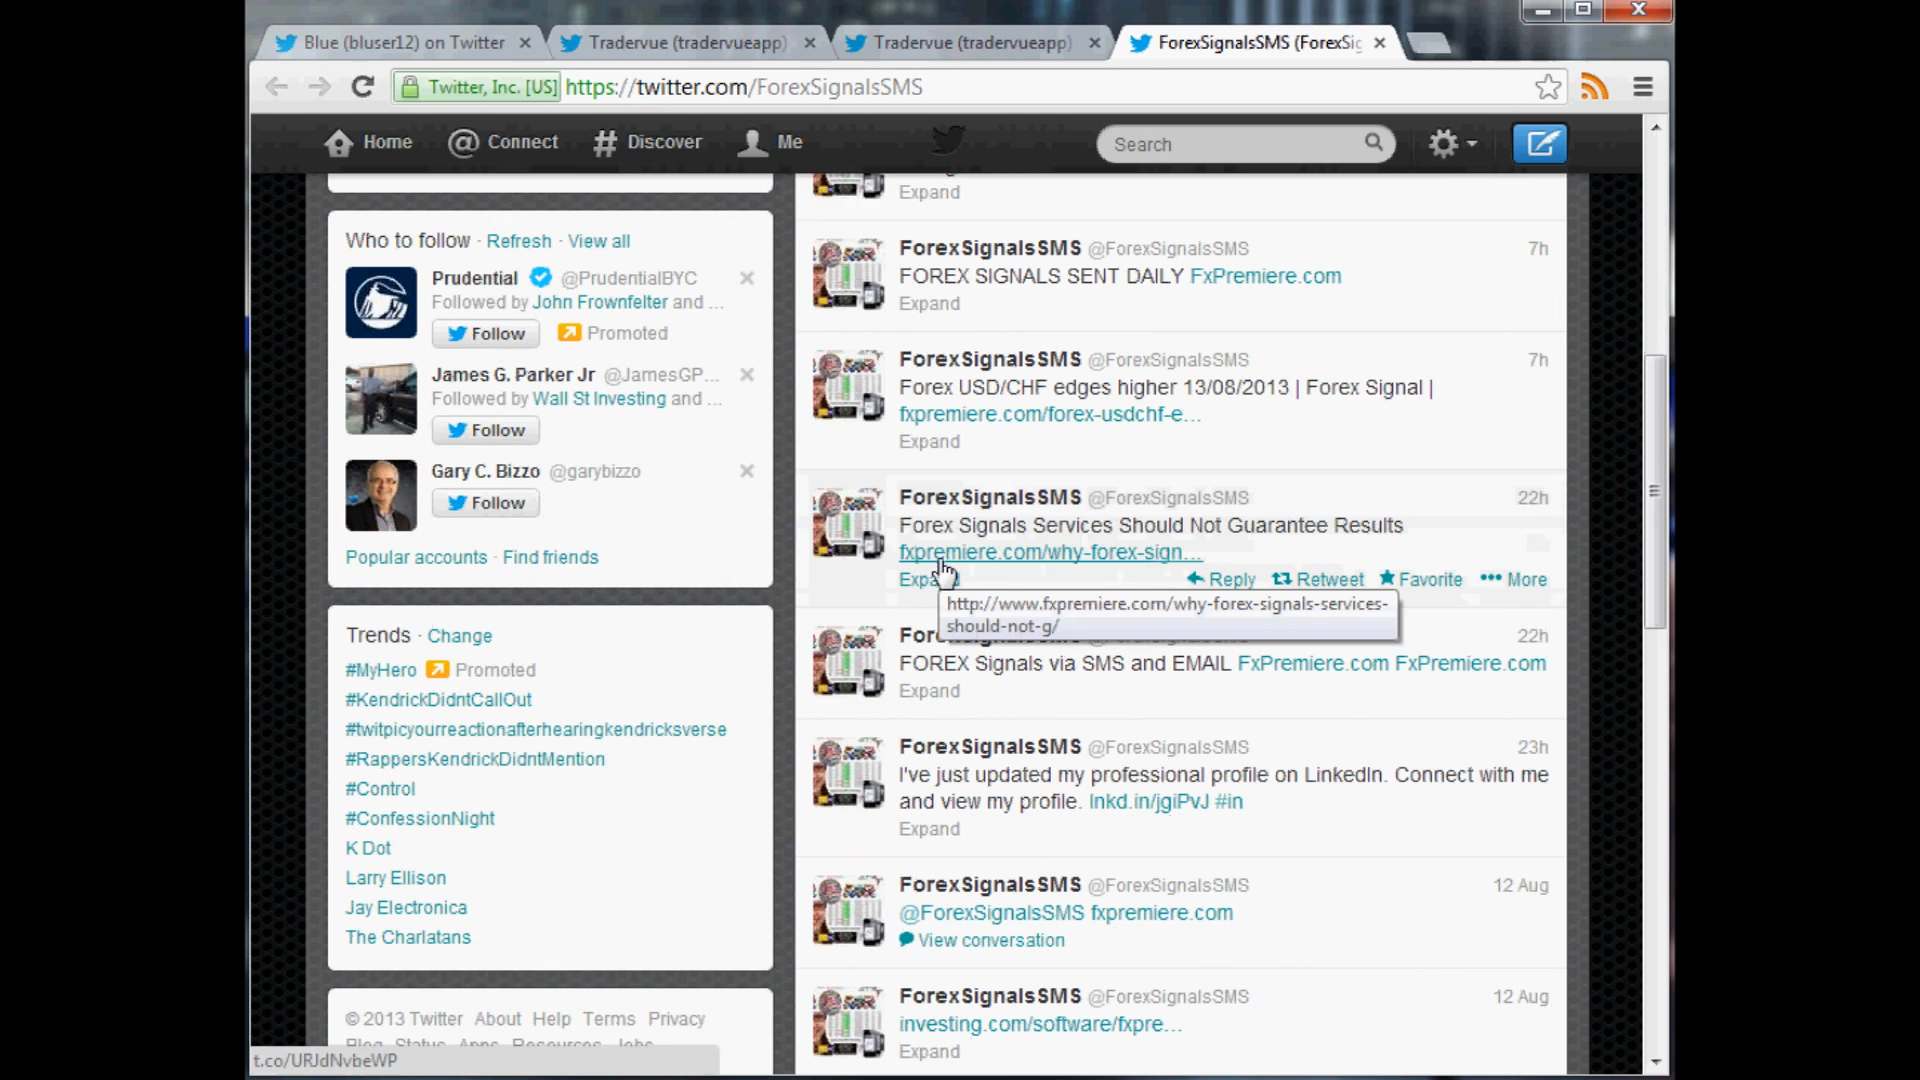 Blue (bluser12) on Twitter
Tradervue (tradervueapp)
Tradervue (tradervueapp)
ForexSignalsSMS (ForexSig
Twitter, Inc. [US] https://twitter.com/ForexSignalsSMS
Home
Connect
Discover
Me
Search
Who to follow · Refresh · View all
Prudential @PrudentialBYC
Followed by John Frownfelter and ...
Follow
Promoted
James G. Parker Jr @JamesGP...
Followed by Wall St Investing and ...
Follow
Gary C. Bizzo @garybizzo
Follow
Popular accounts · Find friends
Trends · Change
#MyHero Promoted
#KendrickDidntCallOut
#twitpicyourreactionafterhearingkendricksverse
#RappersKendrickDidntMention
#Control
#ConfessionNight
K Dot
Larry Ellison
Jay Electronica
The Charlatans
© 2013 Twitter About Help Terms Privacy
Blog Status Apps Resources Jobs
t.co/URJdNvbeWP
Expand
ForexSignalsSMS @ForexSignalsSMS 7h
FOREX SIGNALS SENT DAILY FxPremiere.com
Expand
ForexSignalsSMS @ForexSignalsSMS 7h
Forex USD/CHF edges higher 13/08/2013 | Forex Signal |
fxpremiere.com/forex-usdchf-e...
Expand
ForexSignalsSMS @ForexSignalsSMS 22h
Forex Signals Services Should Not Guarantee Results
fxpremiere.com/why-forex-sign...
Expand Reply Retweet Favorite More
http://www.fxpremiere.com/why-forex-signals-services-
should-not-g/
22h
FOREX Signals via SMS and EMAIL FxPremiere.com FxPremiere.com
Expand
ForexSignalsSMS @ForexSignalsSMS 23h
I've just updated my professional profile on LinkedIn. Connect with me
and view my profile. lnkd.in/jgiPvJ #in
Expand
ForexSignalsSMS @ForexSignalsSMS 12 Aug
@ForexSignalsSMS fxpremiere.com
View conversation
ForexSignalsSMS @ForexSignalsSMS 12 Aug
investing.com/software/fxpre...
Expand